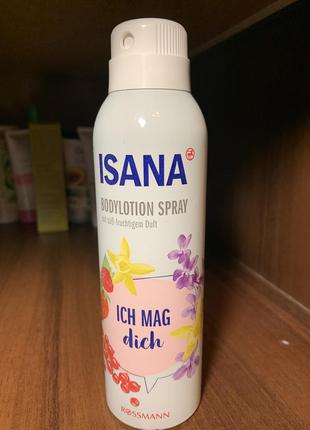 ISANA
BODYLOTION SPRAY
mit süß-fruchtigem Duft
ICH MAG
dich
ROSSMANN